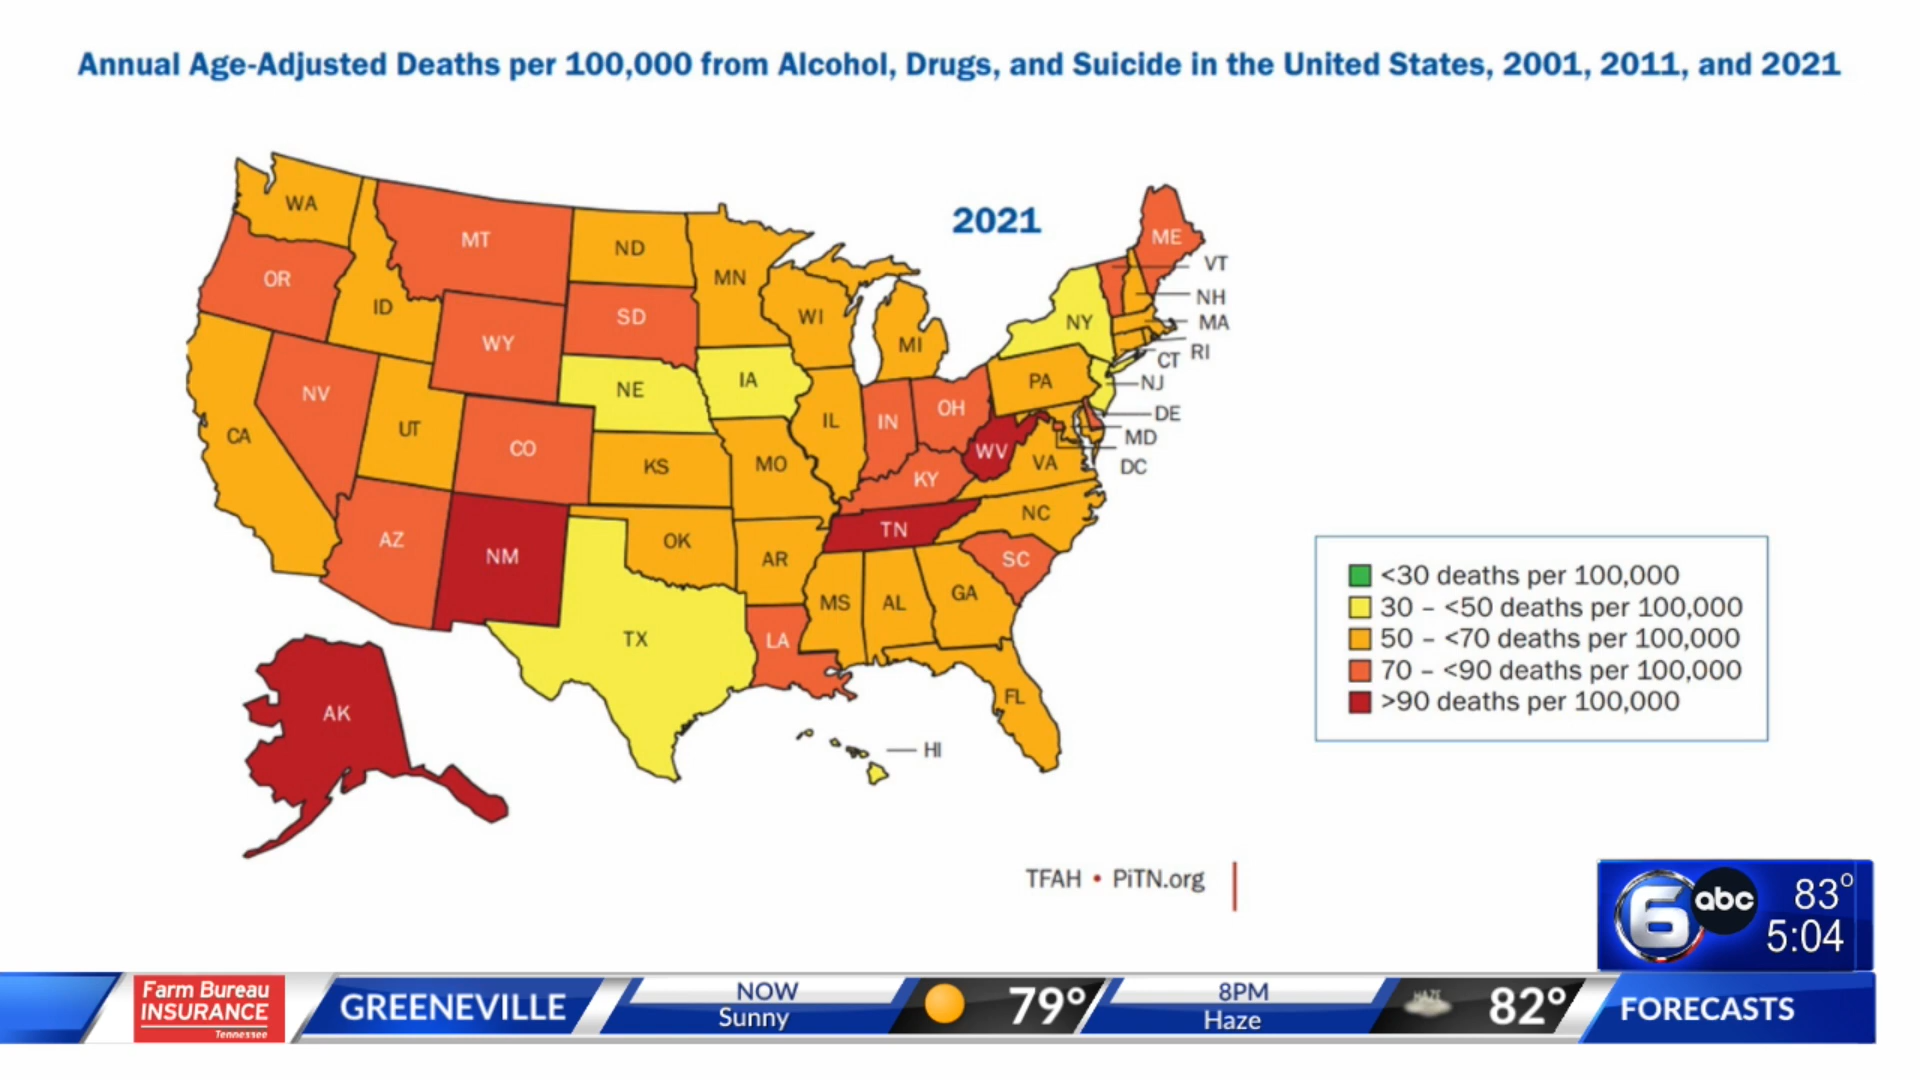 Annual Age-Adjusted Deaths per 100,000 from Alcohol, Drugs, and Suicide in the United States, 2001, 2011, and 2021
2021
WA
MT
ND
MN
ME
VT
OR
ID
SD
WI
NH
WY
MI
NY
MA
RI
CT
NV
NE
IA
PA
NJ
UT
CO
IL
IN
OH
DE
CA
KS
MO
WV
VA
MD
DC
KY
AZ
NM
OK
AR
TN
NC
SC
MS
AL
GA
TX
LA
FL
AK
HI
<30 deaths per 100,000
30 – <50 deaths per 100,000
50 – <70 deaths per 100,000
70 – <90 deaths per 100,000
>90 deaths per 100,000
TFAH • PiTN.org
6 abc 83°
5:04
Farm Bureau
INSURANCE
Tennessee
GREENEVILLE
NOW
Sunny
79°
8PM
Haze
HAZE
82°
FORECASTS